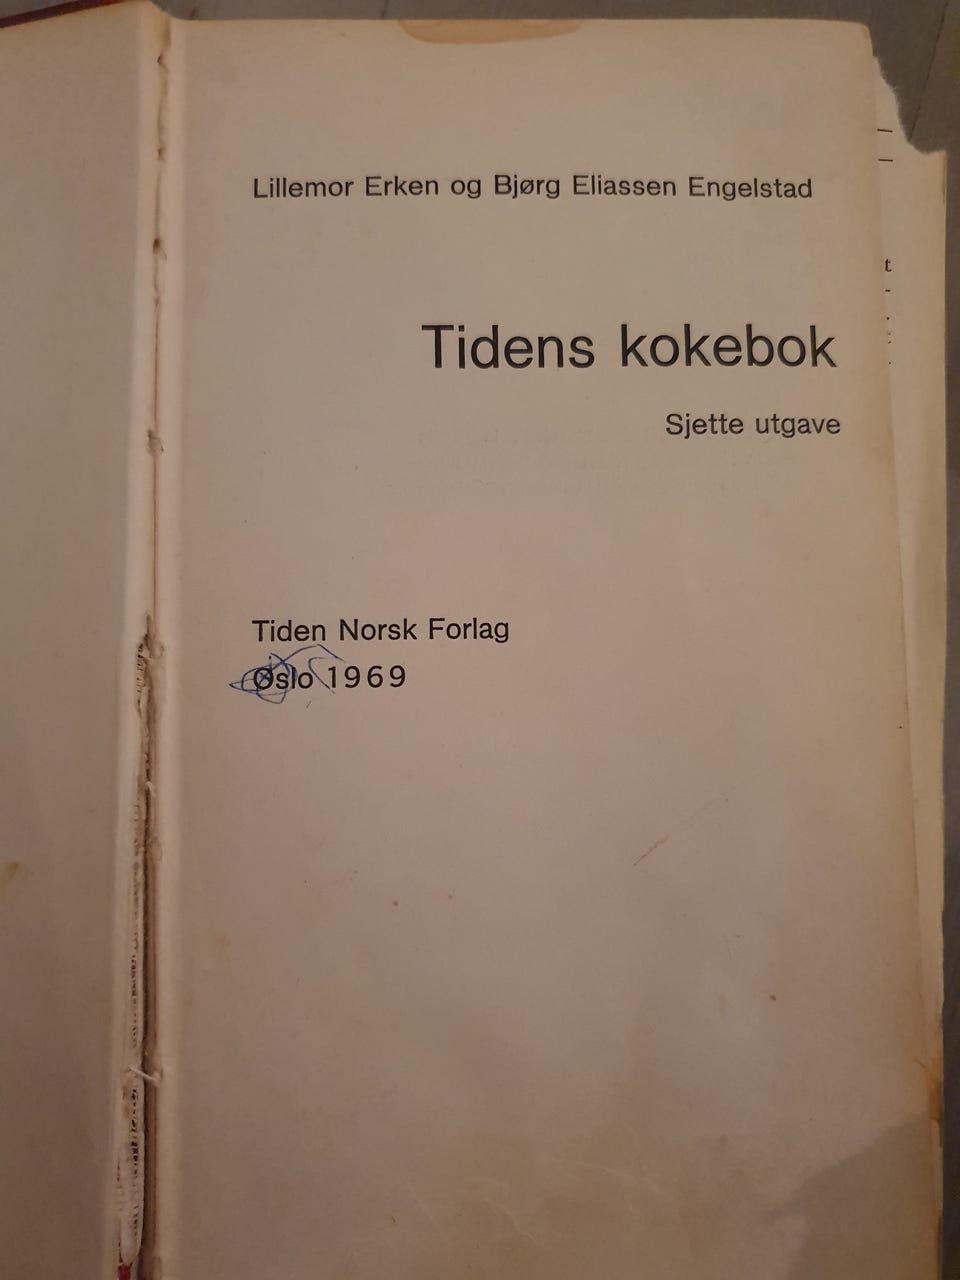 Lillemor Erken og Bjørg Eliassen Engelstad
Tidens kokebok
Sjette utgave
Tiden Norsk Forlag
Oslo 1969
t